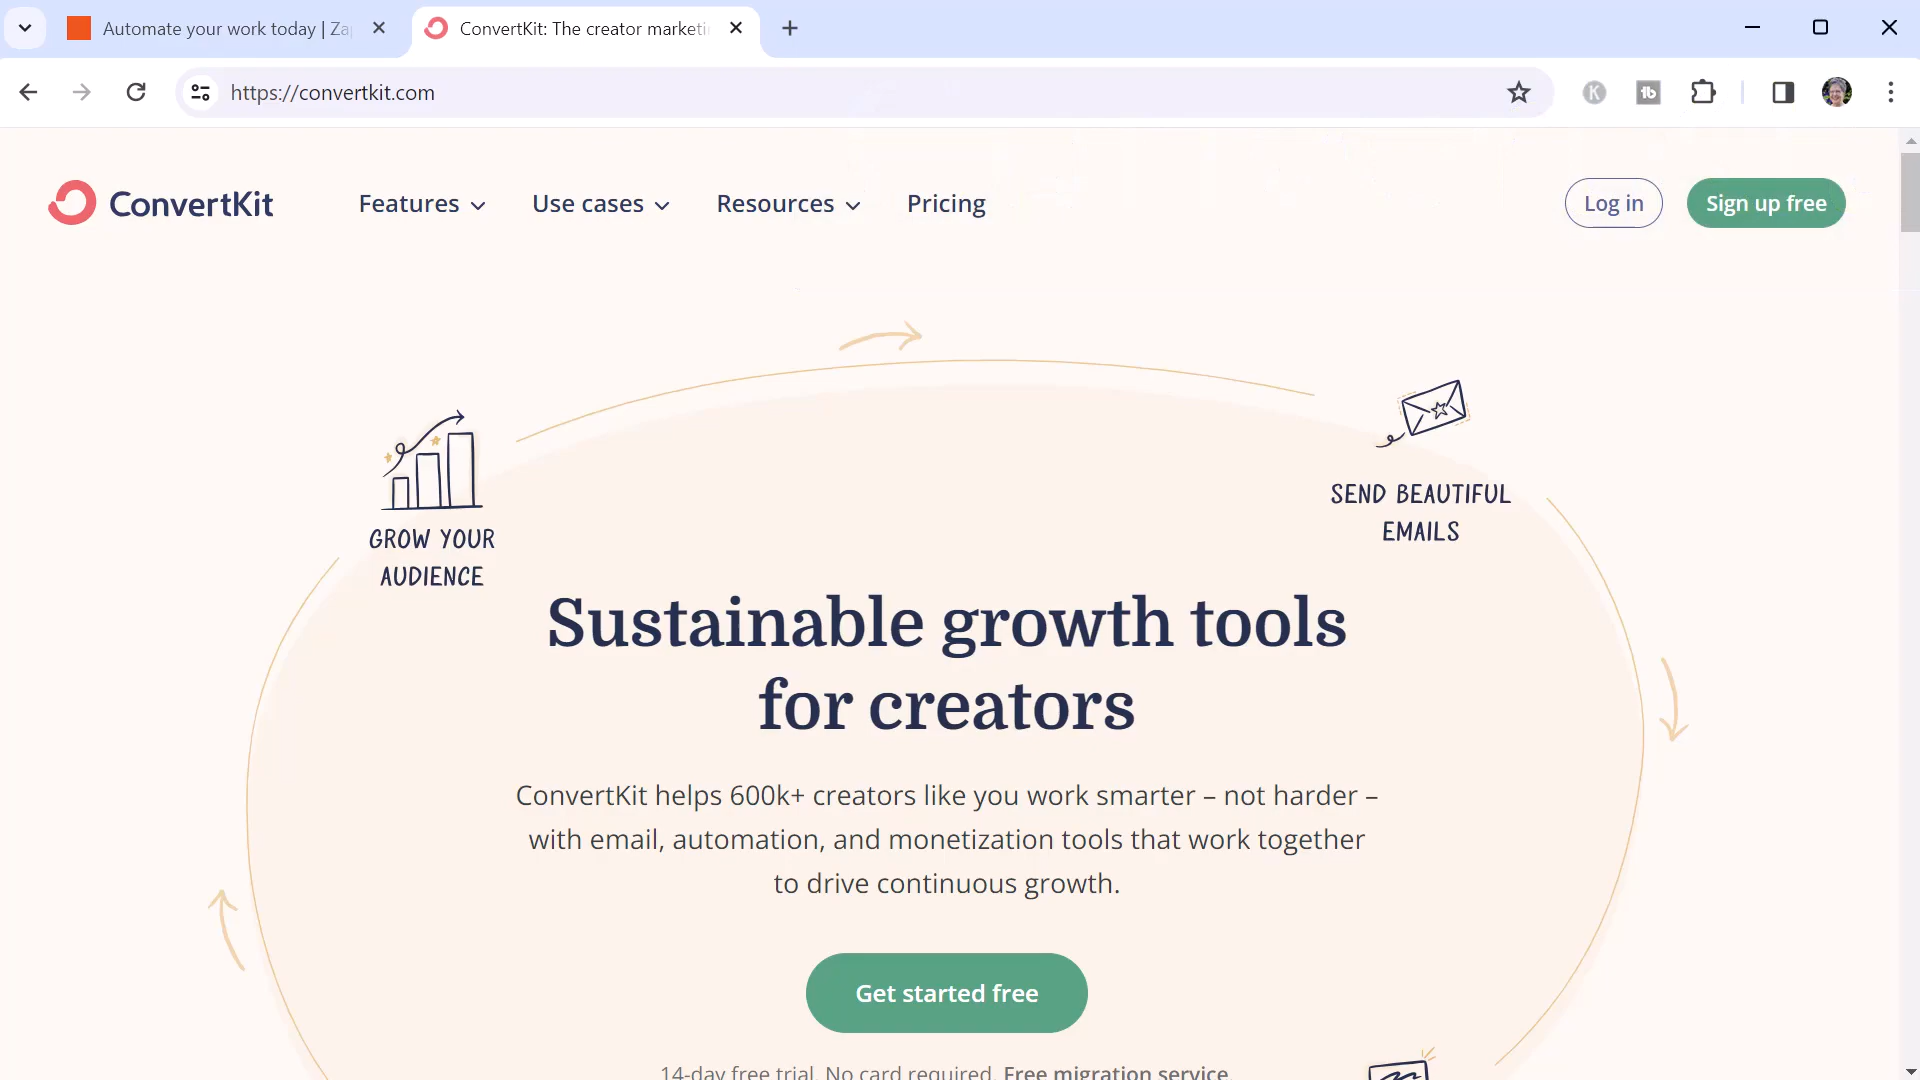 Automate your work today | Za
ConvertKit: The creator marketi
https://convertkit.com
K
tb
ConvertKit
Features
Use cases
Resources
Pricing
Log in
Sign up free
GROW YOUR
AUDIENCE
SEND BEAUTIFUL
EMAILS
Sustainable growth tools
for creators
ConvertKit helps 600k+ creators like you work smarter – not harder –
with email, automation, and monetization tools that work together
to drive continuous growth.
Get started free
14-day free trial. No card required. Free migration service.